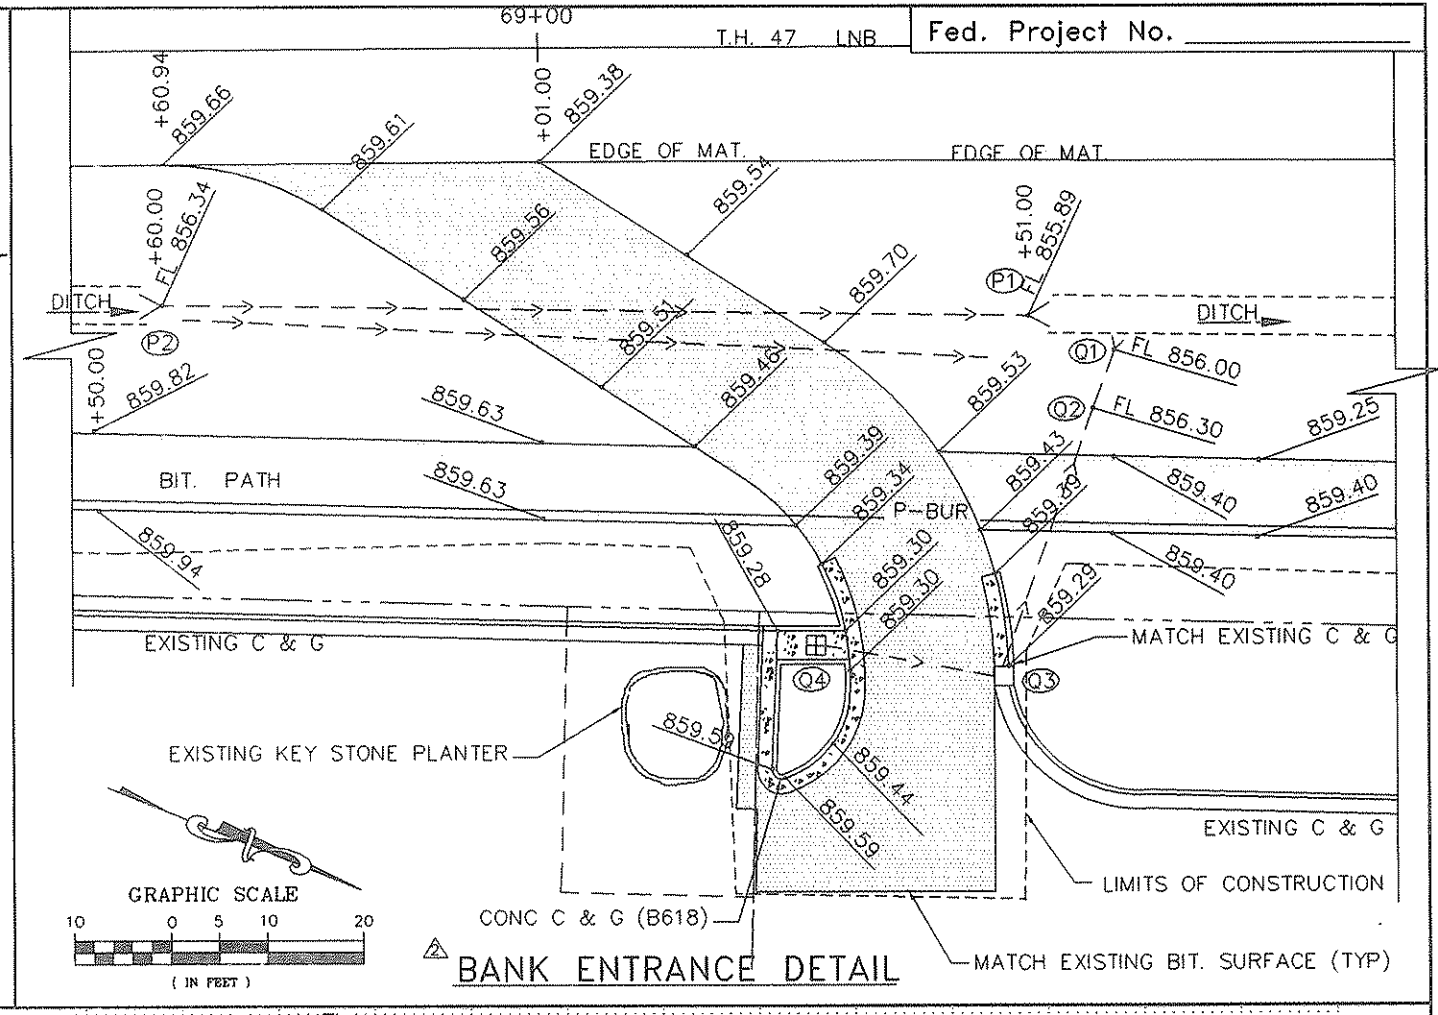 69+00
T.H. 47 LNB
Fed. Project No.
+60.94
859.66
859.61
+01.00
859.38
EDGE OF MAT.
EDGE OF MAT.
859.54
+60.00
FL 856.34
859.56
859.70
+51.00
P1
FL 855.89
DITCH
DITCH
P2
859.51
859.46
Q1
FL 856.00
+50.00
859.82
859.63
859.53
Q2
FL 856.30
859.25
BIT. PATH
859.63
859.39
859.34
859.43
859.39
859.40
859.40
P-BUR
859.94
859.28
859.30
859.30
859.40
859.29
EXISTING C & G
MATCH EXISTING C & G
Q4
Q3
EXISTING KEY STONE PLANTER
859.59
859.44
859.59
EXISTING C & G
GRAPHIC SCALE
10 0 5 10 20
( IN FEET )
LIMITS OF CONSTRUCTION
CONC C & G (B618)
2
BANK ENTRANCE DETAIL
MATCH EXISTING BIT. SURFACE (TYP)